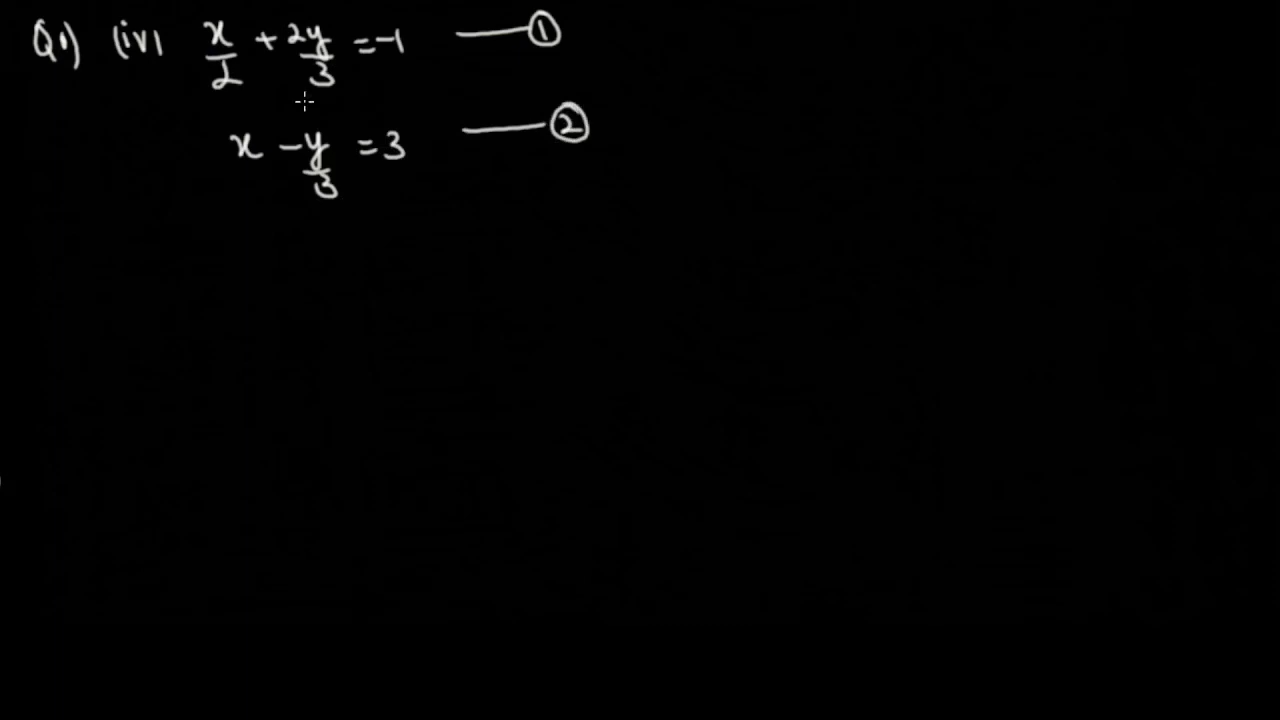 Q1) (iv) x/2 + 2y/3 = -1 —— ①
x - y/3 = 3 —— ②